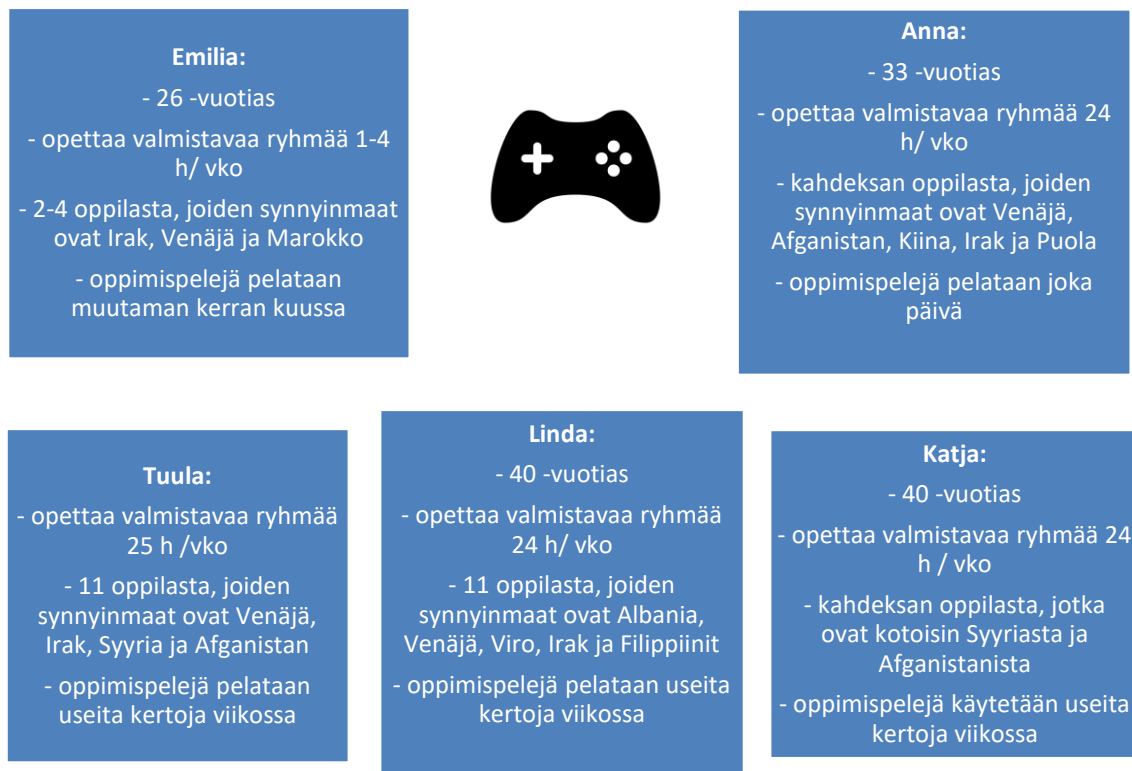 Emilia:
- 26 -vuotias
- opettaa valmistavaa ryhmää 1-4
h/ vko
- 2-4 oppilasta, joiden synnyinmaat
ovat Irak, Venäjä ja Marokko
- oppimispelejä pelataan
muutaman kerran kuussa
Anna:
- 33 -vuotias
- opettaa valmistavaa ryhmää 24
h/ vko
- kahdeksan oppilasta, joiden
synnyinmaat ovat Venäjä,
Afganistan, Kiina, Irak ja Puola
- oppimispelejä pelataan joka
päivä
Tuula:
- opettaa valmistavaa ryhmää
25 h /vko
- 11 oppilasta, joiden
synnyinmaat ovat Venäjä,
Irak, Syyria ja Afganistan
- oppimispelejä pelataan
useita kertoja viikossa
Linda:
- 40 -vuotias
- opettaa valmistavaa ryhmää
24 h/ vko
- 11 oppilasta, joiden
synnyinmaat ovat Albania,
Venäjä, Viro, Irak ja Filippiinit
- oppimispelejä pelataan useita
kertoja viikossa
Katja:
- 40 -vuotias
- opettaa valmistavaa ryhmää 24
h / vko
- kahdeksan oppilasta, jotka
ovat kotoisin Syyriasta ja
Afganistanista
- oppimispelejä käytetään useita
kertoja viikossa